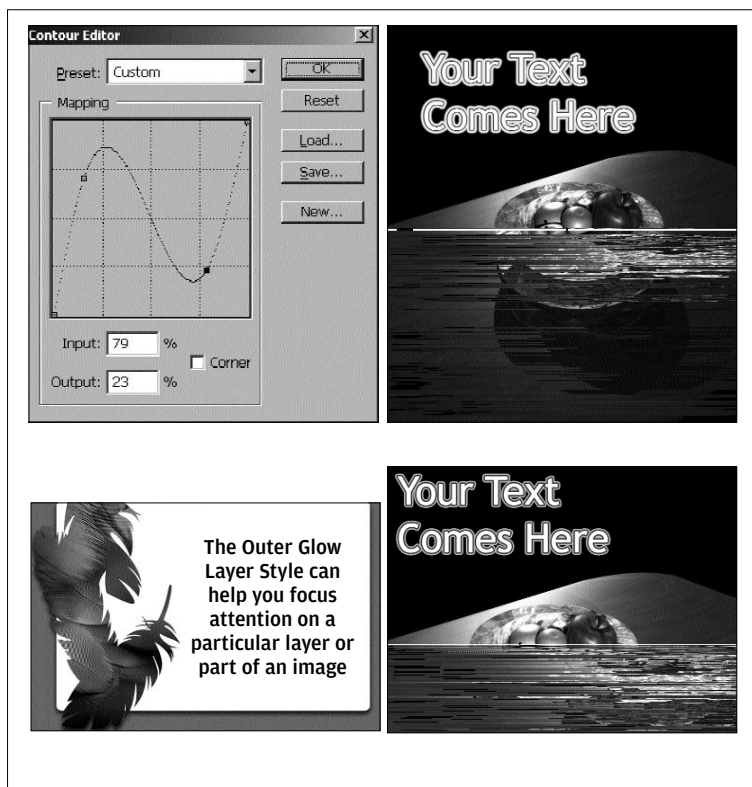 Contour Editor
Preset: Custom
OK
Mapping
Reset
Load...
Save...
New...
Input: 79 %
Corner
Output: 23 %
Your Text
Comes Here
The Outer Glow
Layer Style can
help you focus
attention on a
particular layer or
part of an image
Your Text
Comes Here